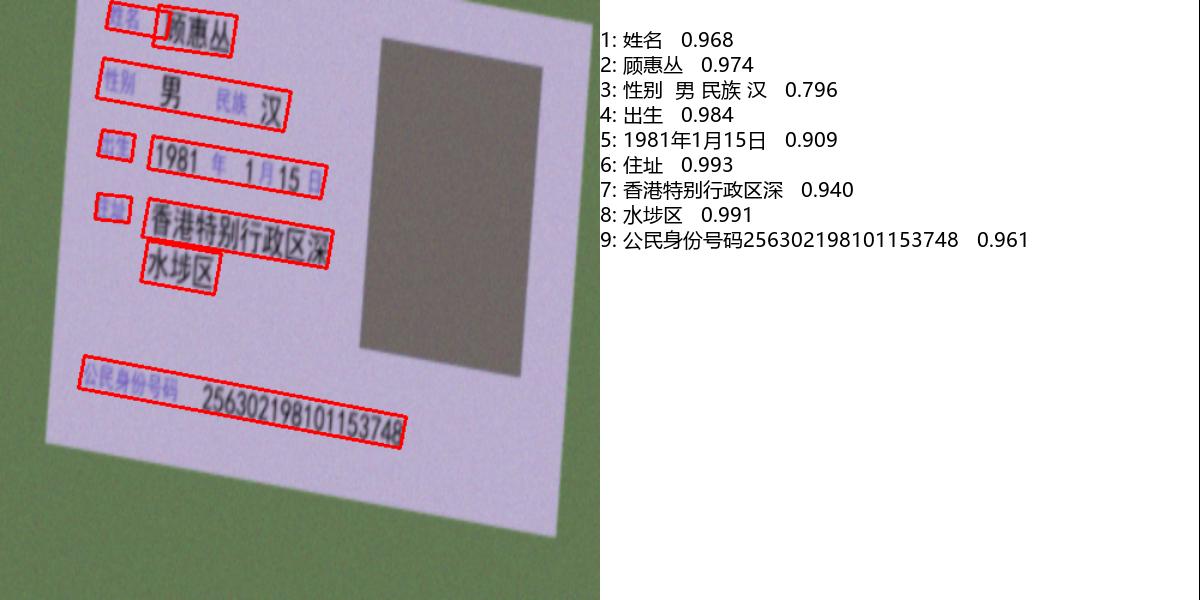 姓名 顾惠丛
性别 男 民族 汉
出生 1981 年 1 月 15 日
住址 香港特别行政区深
水埗区
公民身份号码 256302198101153748
1: 姓名 0.968
2: 顾惠丛 0.974
3: 性别 男 民族 汉 0.796
4: 出生 0.984
5: 1981年1月15日 0.909
6: 住址 0.993
7: 香港特别行政区深 0.940
8: 水埗区 0.991
9: 公民身份号码256302198101153748 0.961